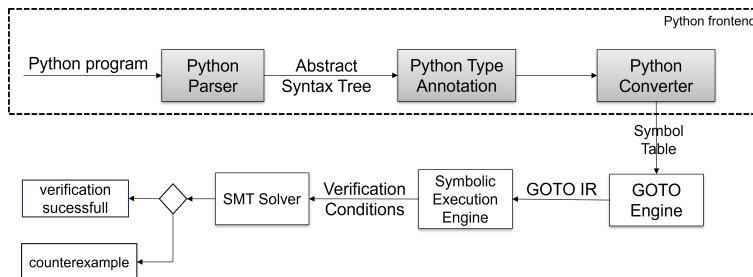 Python frontend
Python program
Python
Parser
Abstract
Syntax Tree
Python Type
Annotation
Python
Converter
Symbol
Table
verification
sucessfull
SMT Solver
Verification
Conditions
Symbolic
Execution
Engine
GOTO IR
GOTO
Engine
counterexample